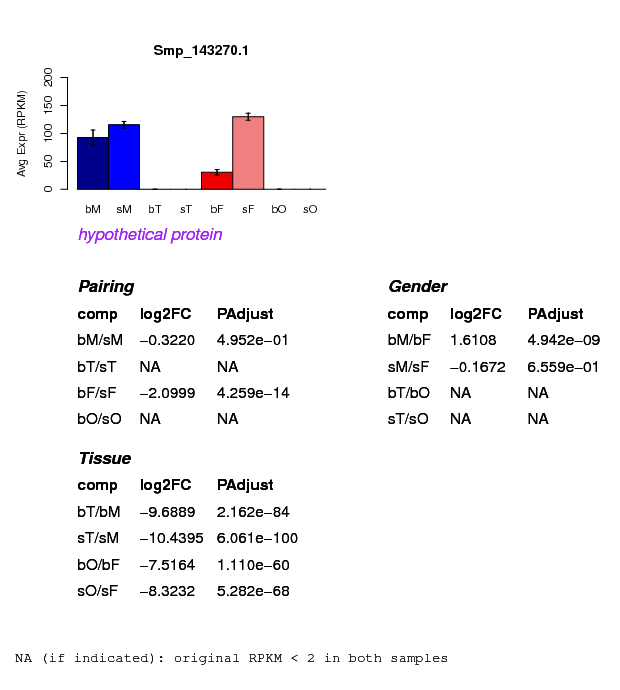 Smp_143270.1
Avg Expr (RPKM)
200
150
100
50
0
bM sM bT sT bF sF bO sO
hypothetical protein
Pairing
comp log2FC PAdjust
bM/sM −0.3220 4.952e−01
bT/sT NA NA
bF/sF −2.0999 4.259e−14
bO/sO NA NA
Gender
comp log2FC PAdjust
bM/bF 1.6108 4.942e−09
sM/sF −0.1672 6.559e−01
bT/bO NA NA
sT/sO NA NA
Tissue
comp log2FC PAdjust
bT/bM −9.6889 2.162e−84
sT/sM −10.4395 6.061e−100
bO/bF −7.5164 1.110e−60
sO/sF −8.3232 5.282e−68
NA (if indicated): original RPKM < 2 in both samples